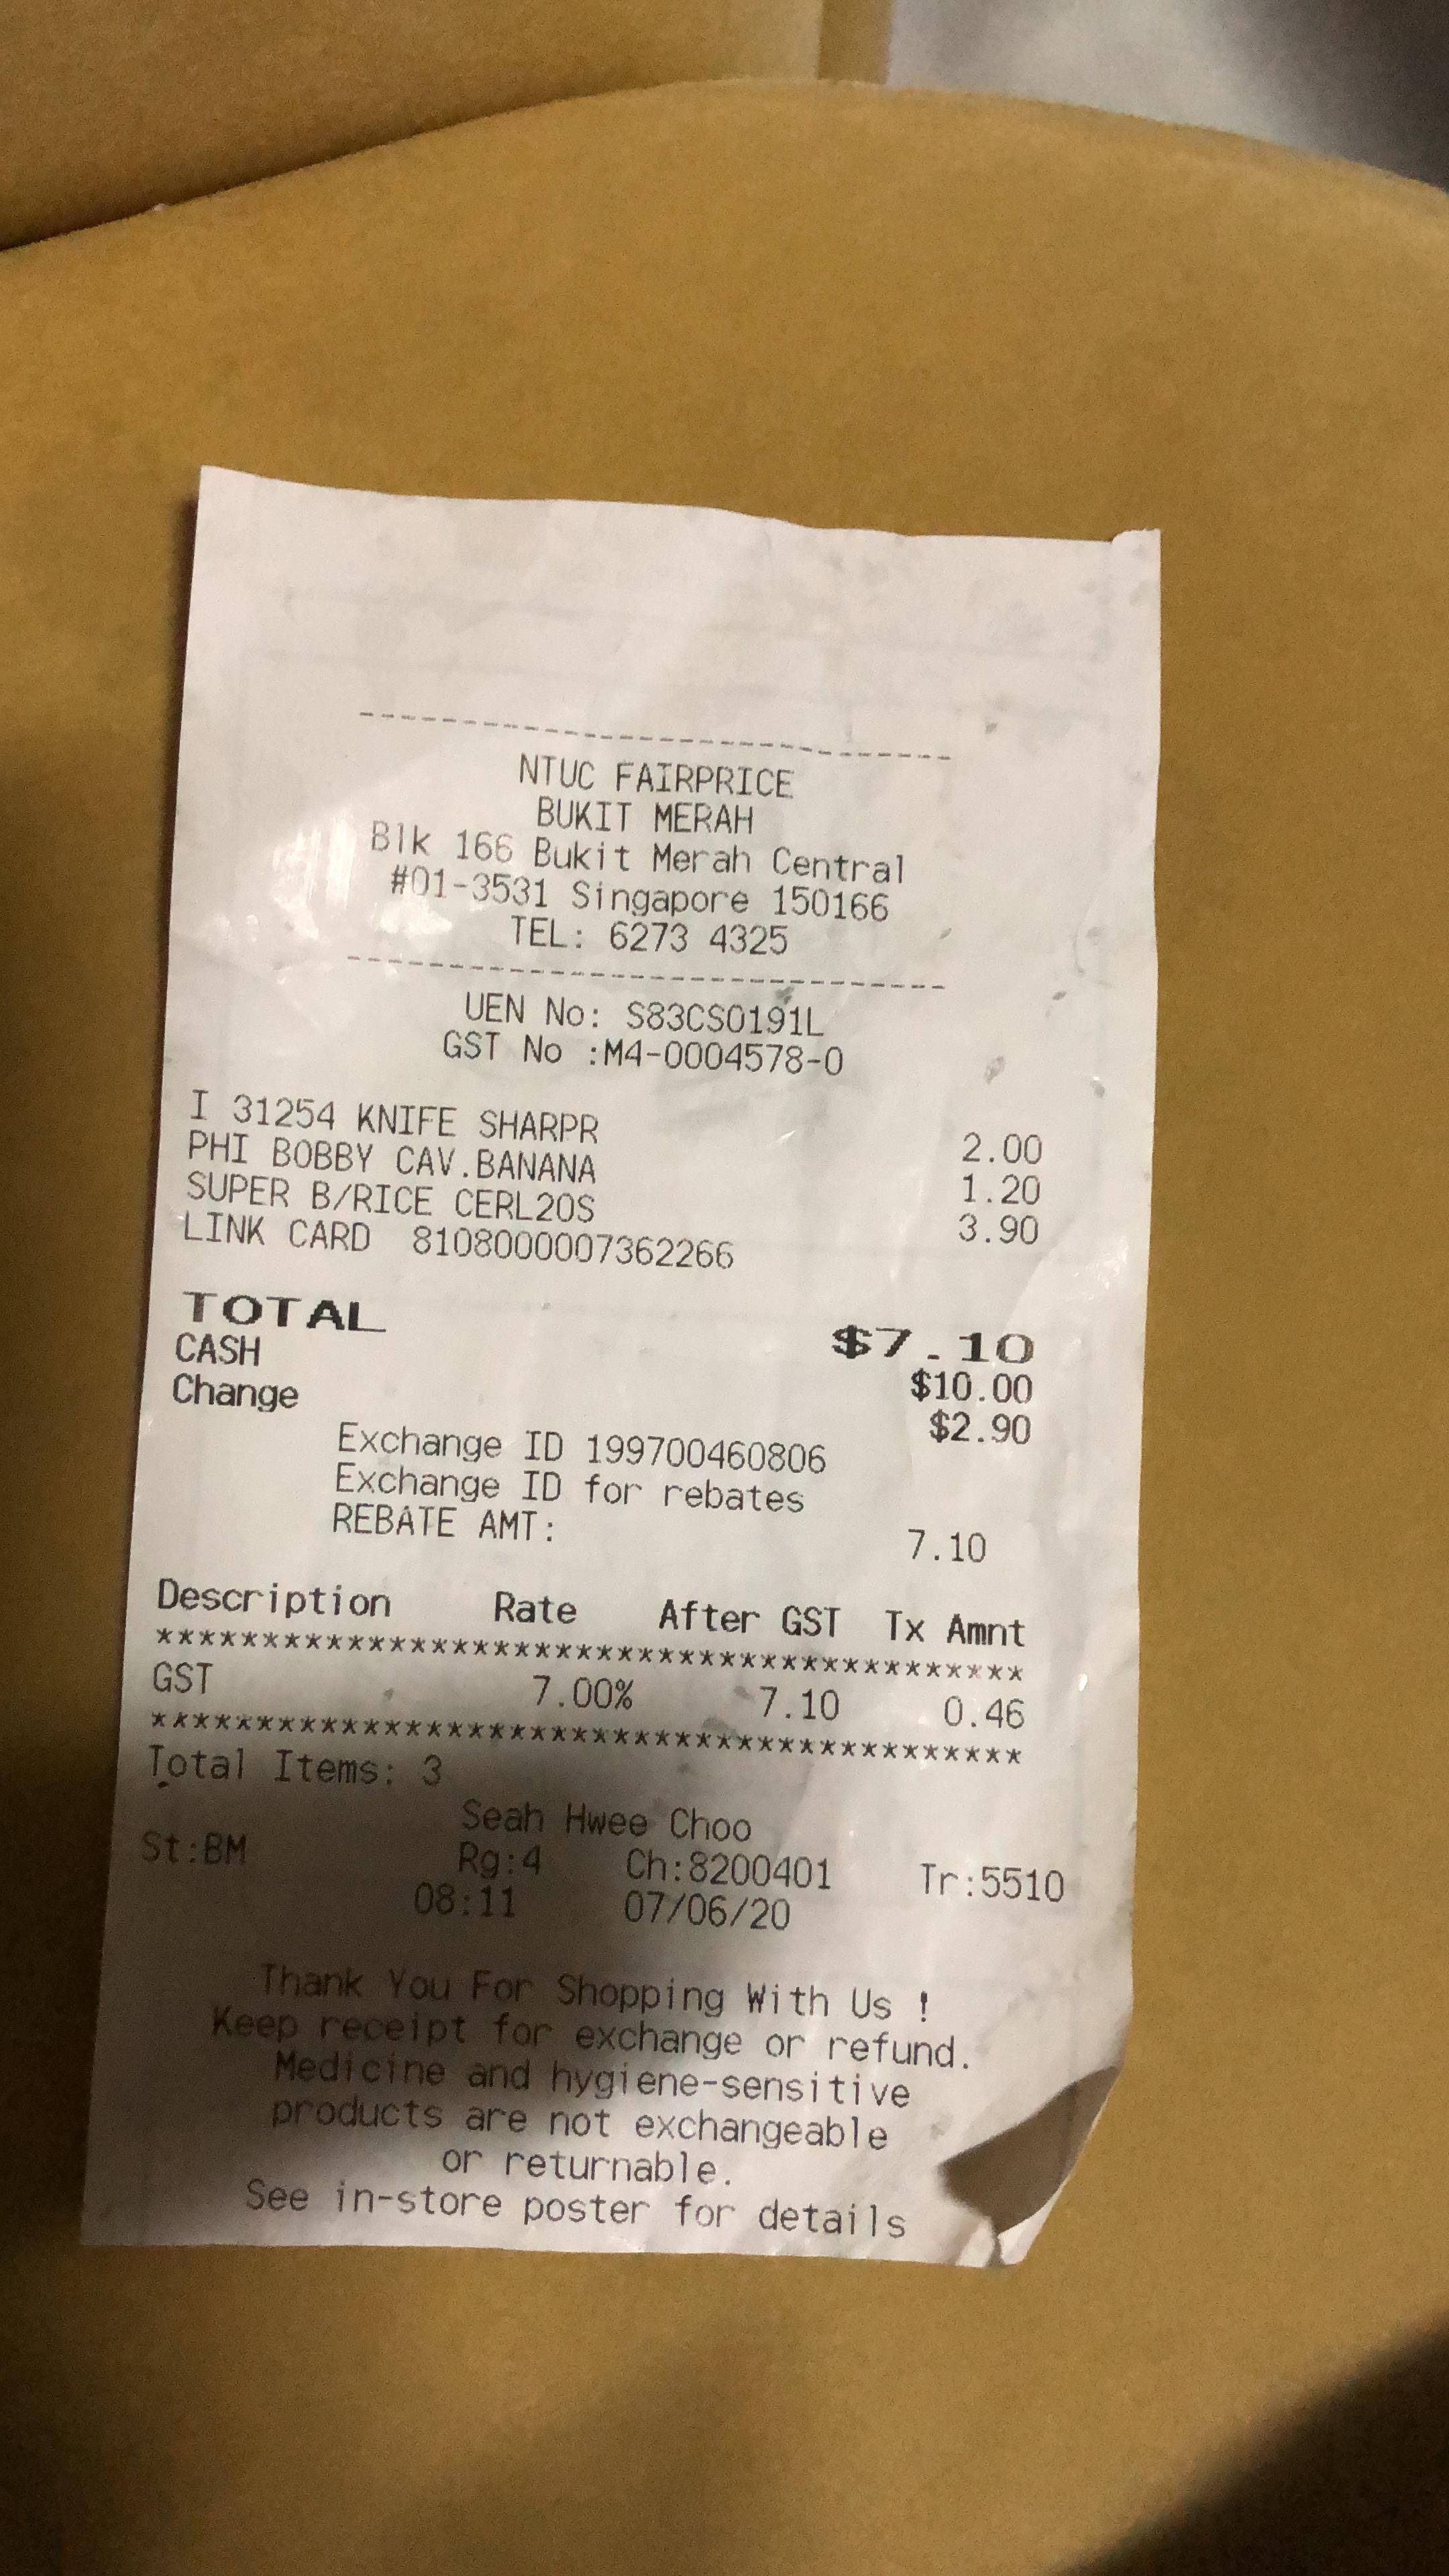 NTUC FAIRPRICE
BUKIT MERAH
Blk 166 Bukit Merah Central
#01-3531 Singapore 150166
TEL: 6273 4325
UEN No: S83CS0191L
GST No :M4-0004578-0
I 31254 KNIFE SHARPR 2.00
PHI BOBBY CAV.BANANA 1.20
SUPER B/RICE CERL20S 3.90
LINK CARD 8108000007362266
TOTAL $7.10
CASH $10.00
Change $2.90
Exchange ID 199700460806
Exchange ID for rebates
REBATE AMT: 7.10
Description Rate After GST Tx Amnt
*****************************************
GST 7.00% 7.10 0.46
*****************************************
Total Items: 3
Seah Hwee Choo
St:BM Rg:4 Ch:8200401 Tr:5510
08:11 07/06/20
Thank You For Shopping With Us !
Keep receipt for exchange or refund.
Medicine and hygiene-sensitive
products are not exchangeable
or returnable.
See in-store poster for details